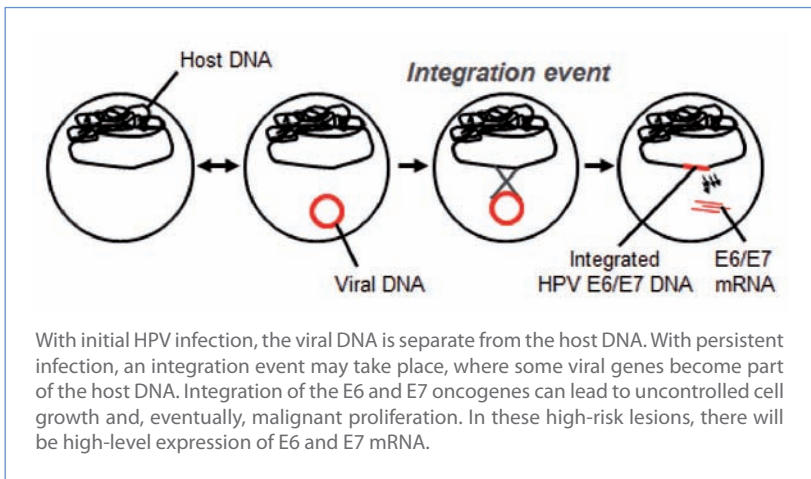 Host DNA
Integration event
Viral DNA
Integrated
HPV E6/E7 DNA
E6/E7
mRNA
With initial HPV infection, the viral DNA is separate from the host DNA. With persistent
infection, an integration event may take place, where some viral genes become part
of the host DNA. Integration of the E6 and E7 oncogenes can lead to uncontrolled cell
growth and, eventually, malignant proliferation. In these high-risk lesions, there will
be high-level expression of E6 and E7 mRNA.